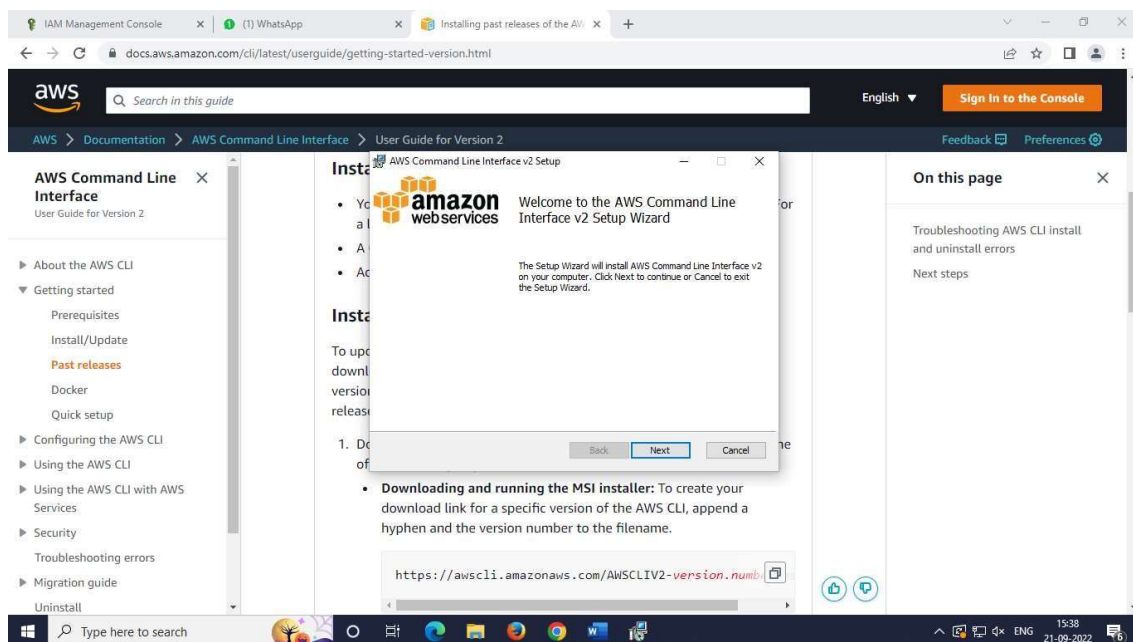 IAM Management Console
(1) WhatsApp
Installing past releases of the AW
docs.aws.amazon.com/cli/latest/userguide/getting-started-version.html
aws
Search in this guide
English
Sign In to the Console
AWS > Documentation > AWS Command Line Interface > User Guide for Version 2
Feedback
Preferences
AWS Command Line
Interface
User Guide for Version 2
About the AWS CLI
Getting started
Prerequisites
Install/Update
Past releases
Docker
Quick setup
Configuring the AWS CLI
Using the AWS CLI
Using the AWS CLI with AWS
Services
Security
Troubleshooting errors
Migration guide
Uninstall
AWS Command Line Interface v2 Setup
amazon
webservices
Welcome to the AWS Command Line
Interface v2 Setup Wizard
The Setup Wizard will install AWS Command Line Interface v2
on your computer. Click Next to continue or Cancel to exit
the Setup Wizard.
Back
Next
Cancel
To upd
downl
version
release
1.
of
• Downloading and running the MSI installer: To create your
download link for a specific version of the AWS CLI, append a
hyphen and the version number to the filename.
https://awscli.amazonaws.com/AWSCLIV2-version.numb
On this page
Troubleshooting AWS CLI install
and uninstall errors
Next steps
Type here to search
ENG
15:38
21-09-2022
6